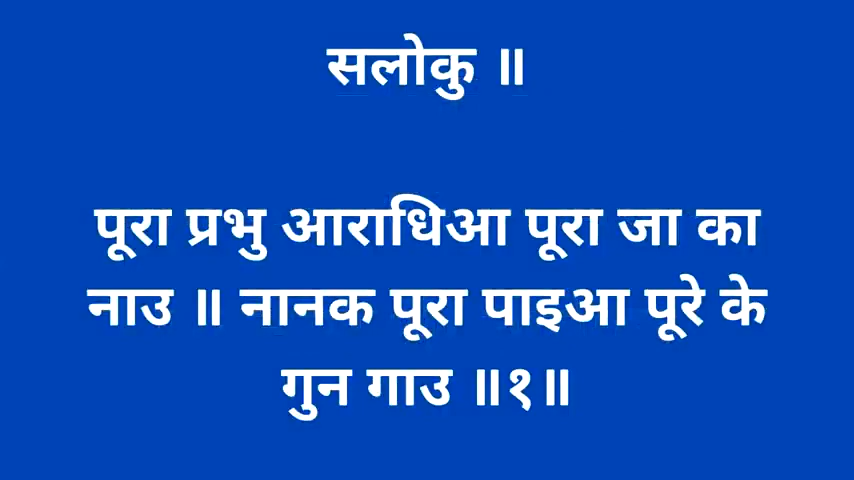 सलोकु ॥
पूरा प्रभु आराधिआ पूरा जा का
नाउ ॥ नानक पूरा पाइआ पूरे के
गुन गाउ ॥१॥